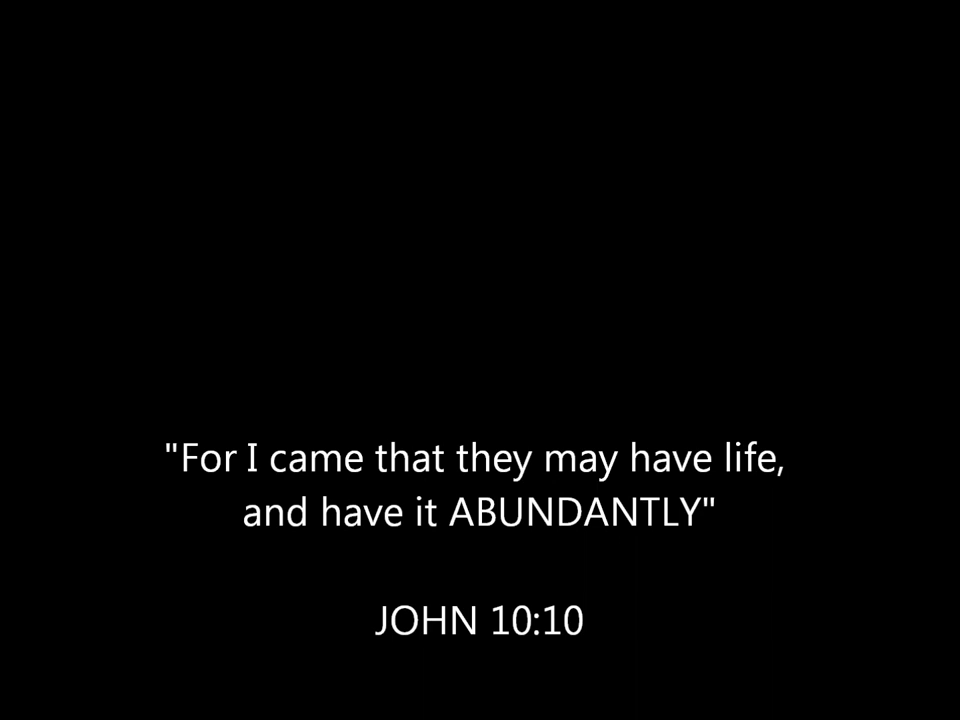 "For I came that they may have life,
and have it ABUNDANTLY"
JOHN 10:10